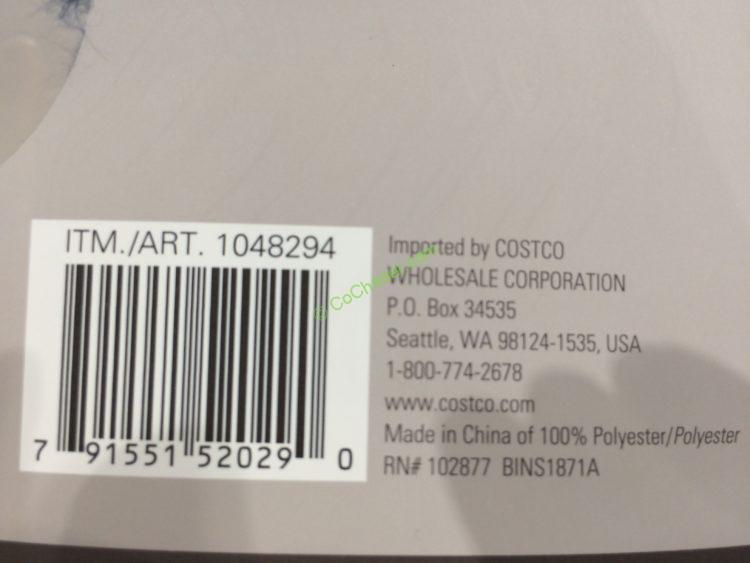 ITM./ART. 1048294
7 91551 52029 0
Imported by COSTCO
WHOLESALE CORPORATION
P.O. Box 34535
Seattle, WA 98124-1535, USA
1-800-774-2678
www.costco.com
Made in China of 100% Polyester/Polyester
RN# 102877 BINS1871A